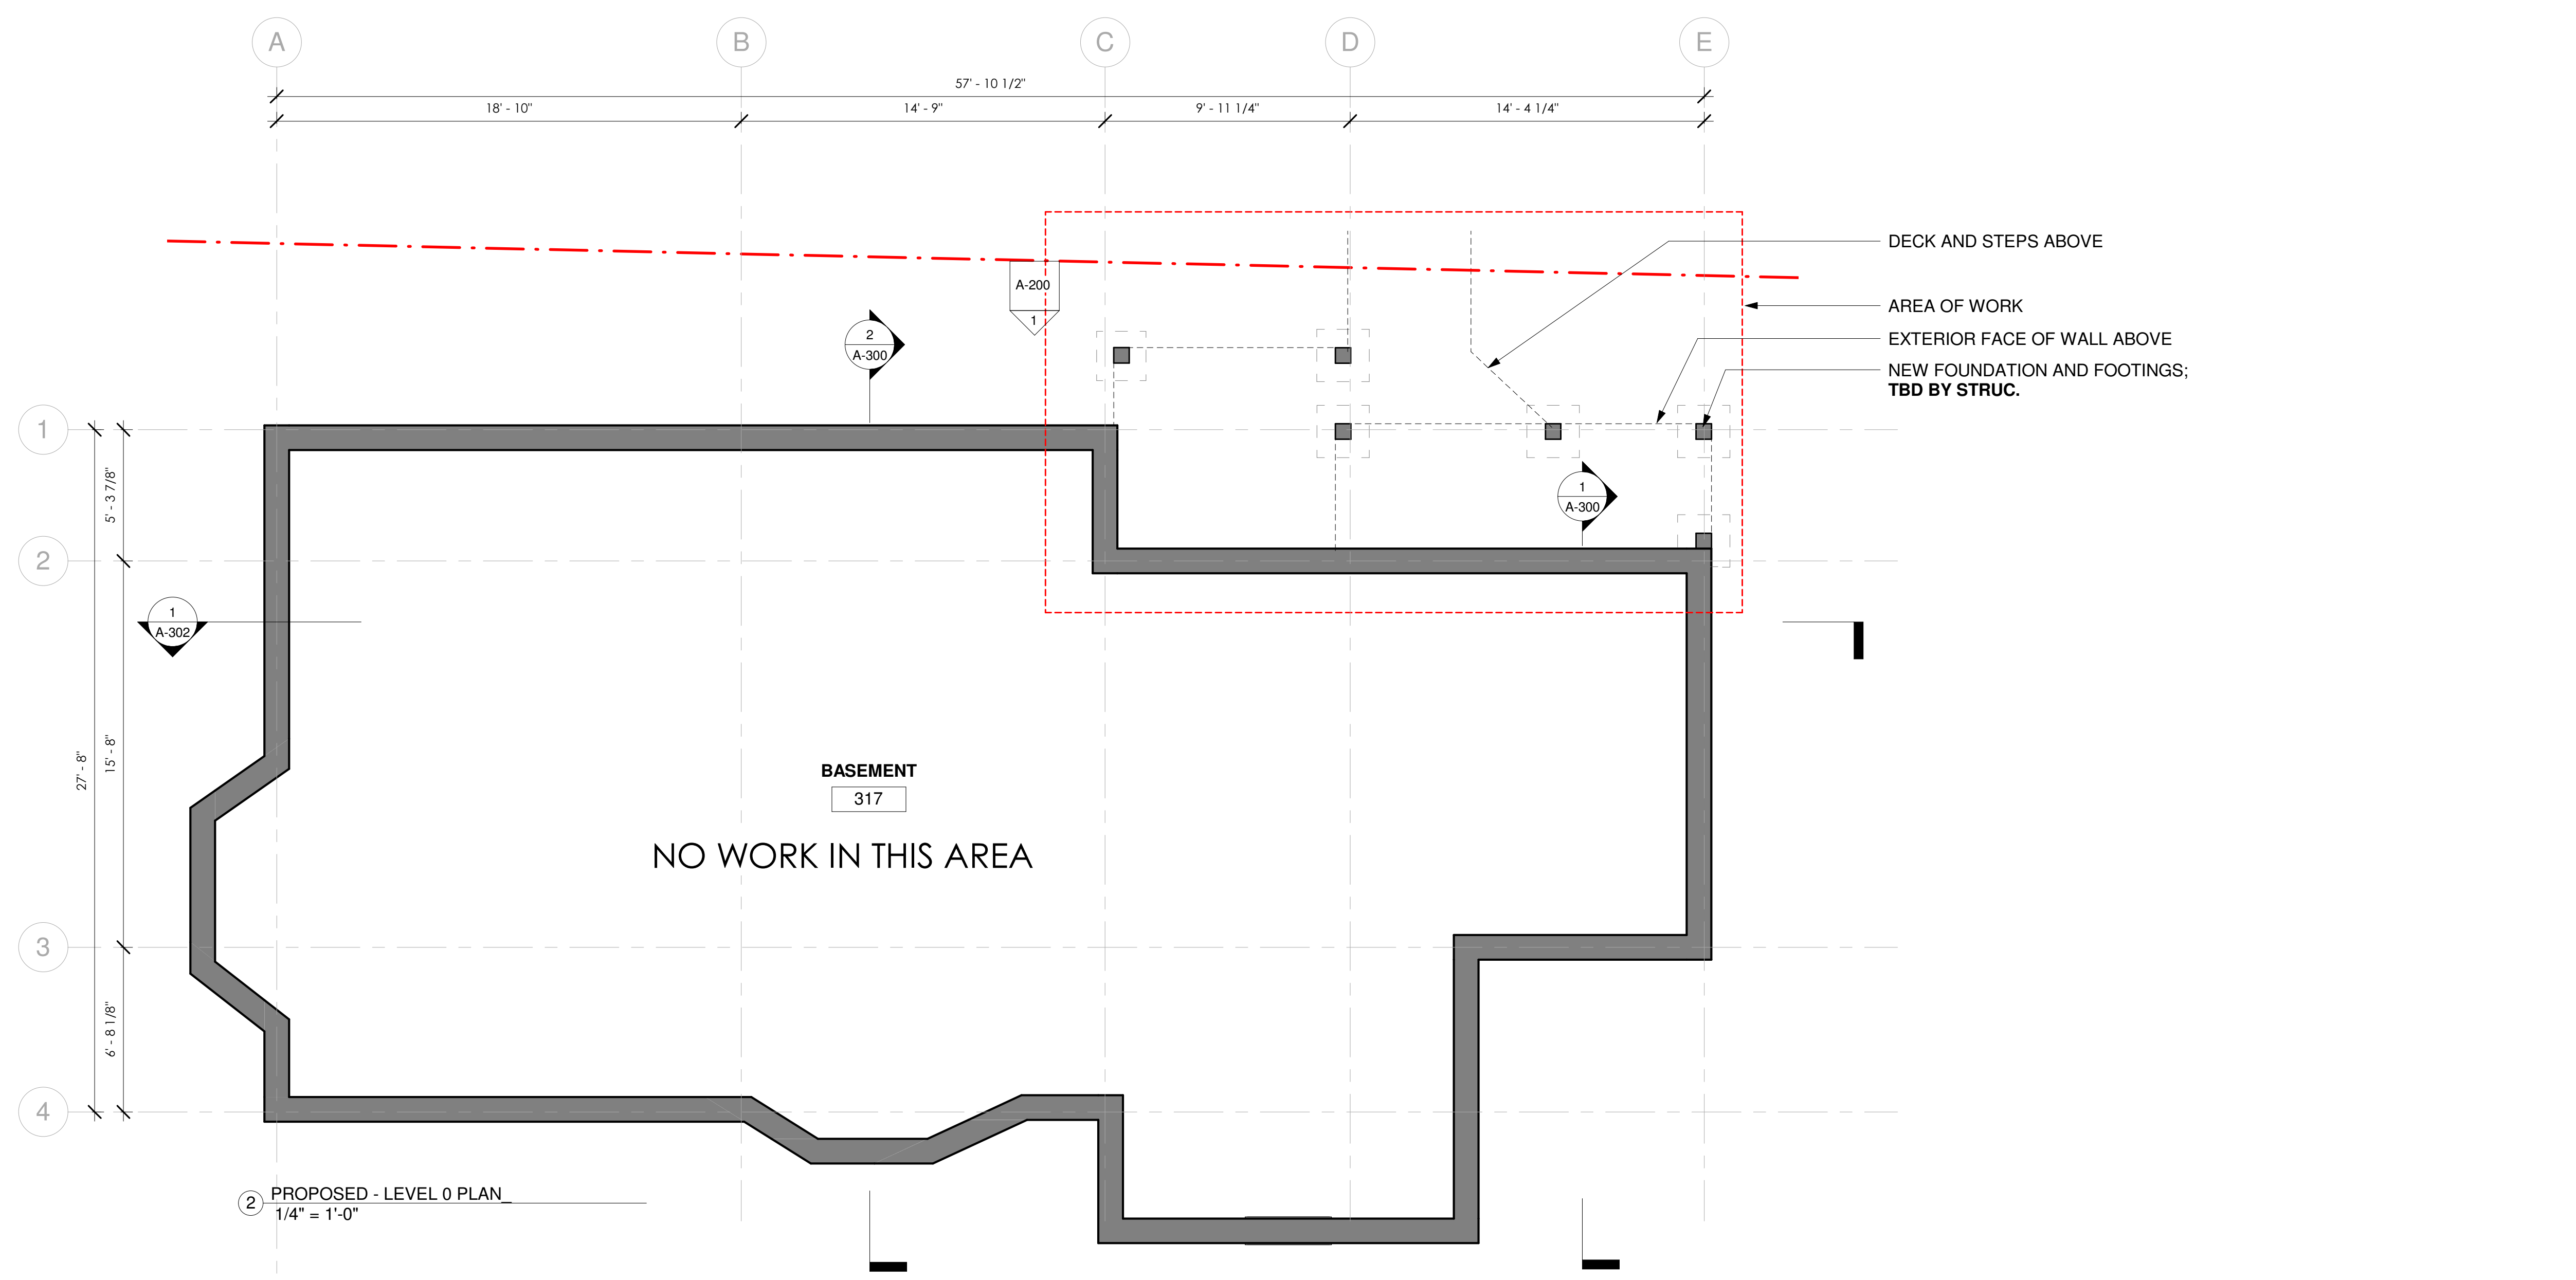 A B C D E
57' - 10 1/2"
18' - 10" 14' - 9" 9' - 11 1/4" 14' - 4 1/4"
DECK AND STEPS ABOVE
A-200
1
AREA OF WORK
2
A-300
EXTERIOR FACE OF WALL ABOVE
NEW FOUNDATION AND FOOTINGS;
TBD BY STRUC.
1
5' - 3 7/8"
1
A-300
2
1
A-302
27' - 8"
15' - 8"
BASEMENT
317
NO WORK IN THIS AREA
3
6' - 8 1/8"
4
2 PROPOSED - LEVEL 0 PLAN_
1/4" = 1'-0"